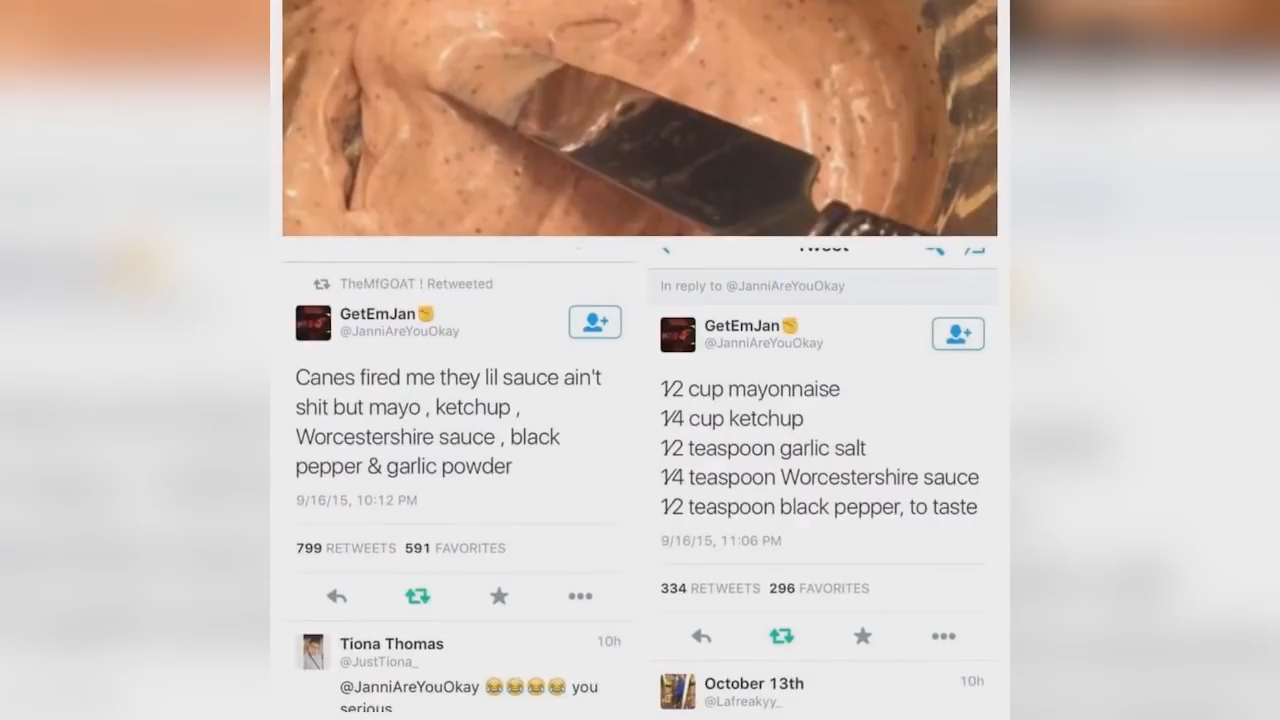 TheMfGOAT ! Retweeted
GetEmJan✊
@JanniAreYouOkay
Canes fired me they lil sauce ain't
shit but mayo , ketchup ,
Worcestershire sauce , black
pepper & garlic powder
9/16/15, 10:12 PM
799 RETWEETS 591 FAVORITES
Tiona Thomas 10h
@JustTiona_
@JanniAreYouOkay 😂😂😂😂 you
serious
Tweet
In reply to @JanniAreYouOkay
GetEmJan✊
@JanniAreYouOkay
1⁄2 cup mayonnaise
1⁄4 cup ketchup
1⁄2 teaspoon garlic salt
1⁄4 teaspoon Worcestershire sauce
1⁄2 teaspoon black pepper, to taste
9/16/15, 11:06 PM
334 RETWEETS 296 FAVORITES
October 13th 10h
@Lafreakyy_